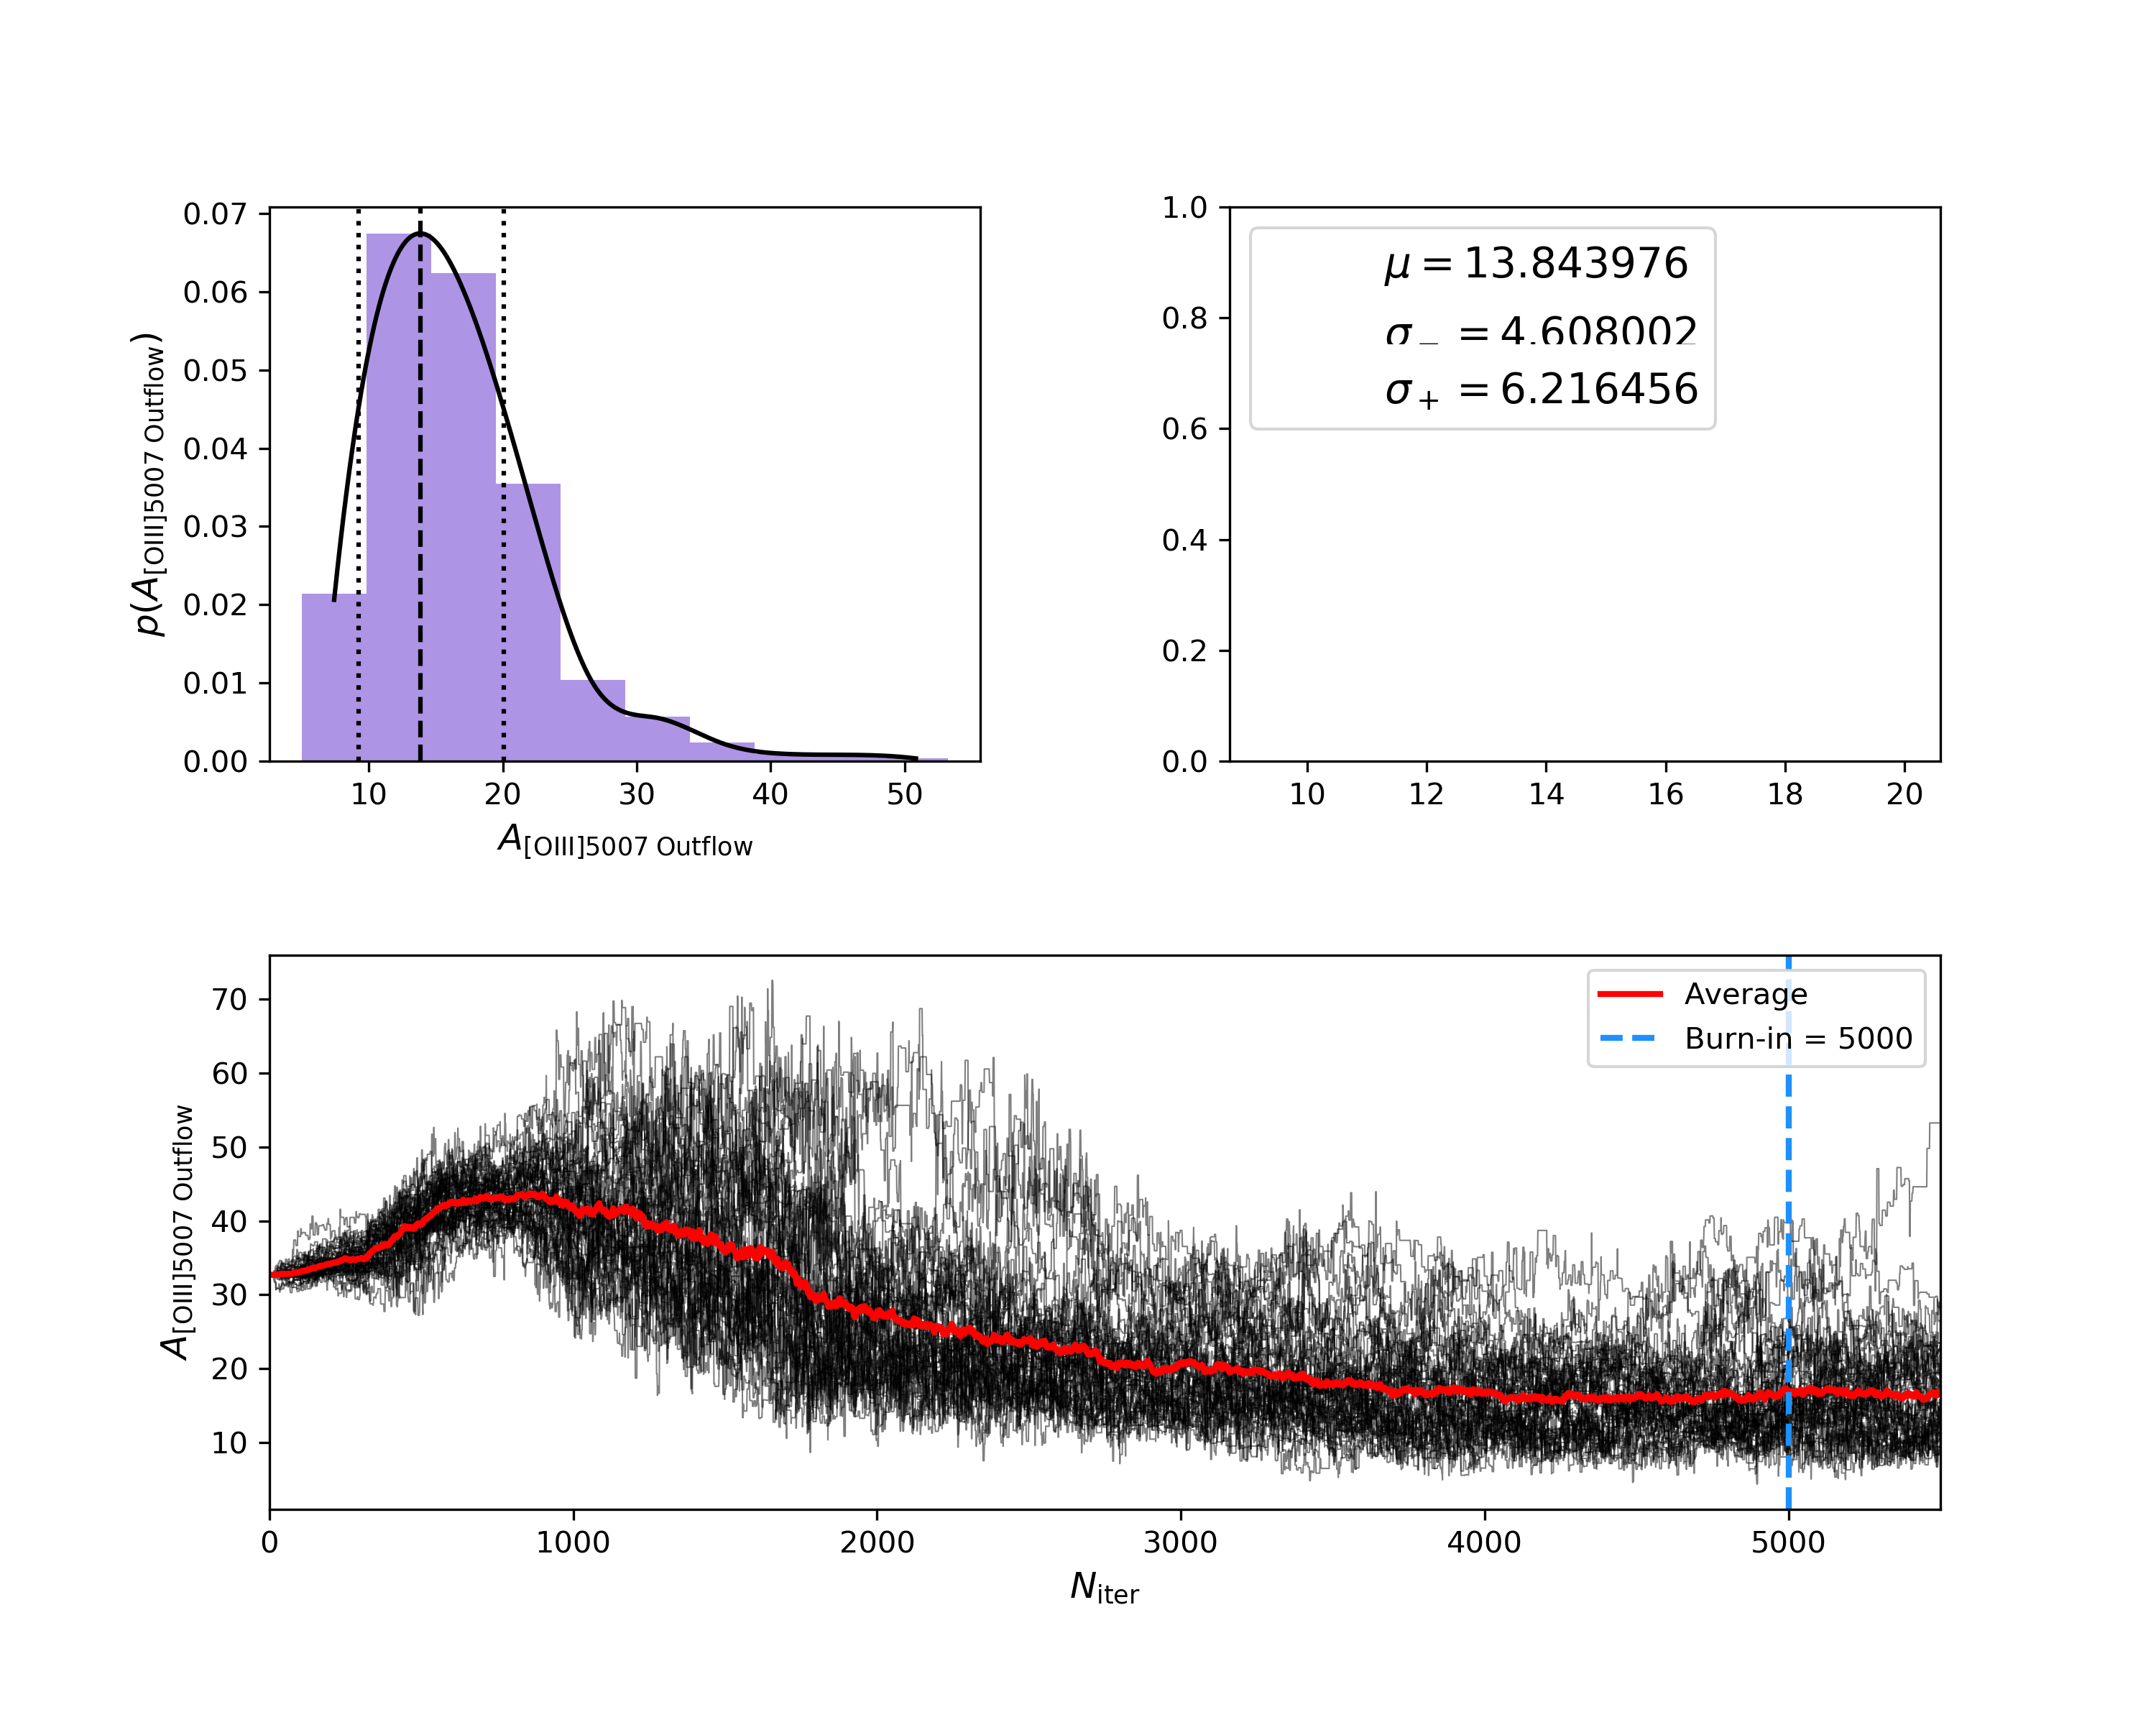 0.07
0.06
0.05
0.04
0.03
0.02
0.01
0.00
p(A[OIII]5007 Outflow)
10 20 30 40 50
A[OIII]5007 Outflow
1.0
0.8
0.6
0.4
0.2
0.0
μ = 13.843976
σ− = 4.608002
σ+ = 6.216456
10 12 14 16 18 20
70
60
50
40
30
20
10
A[OIII]5007 Outflow
Average
Burn-in = 5000
0 1000 2000 3000 4000 5000
Niter